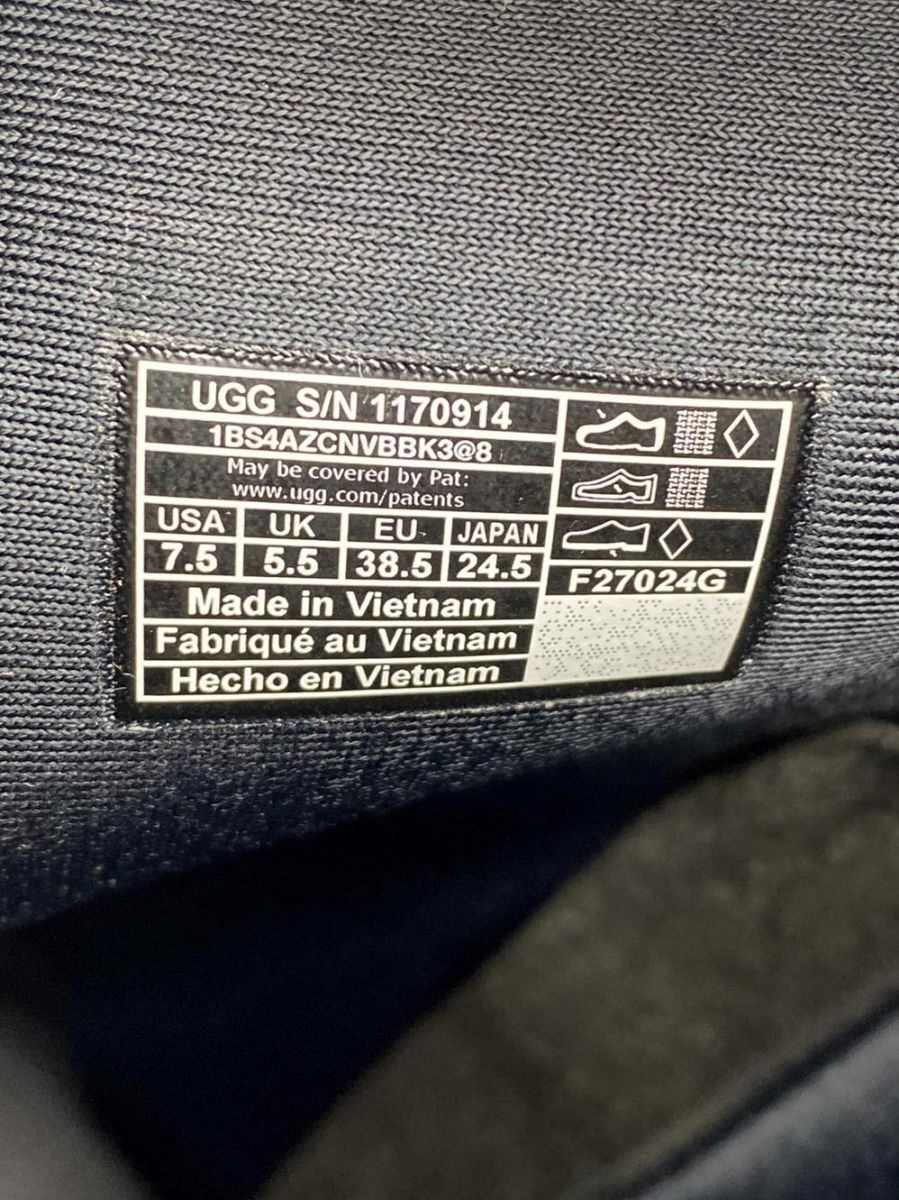 UGG S/N 1170914
1BS4AZCNVBBK3@8
May be covered by Pat:
www.ugg.com/patents
USA UK EU JAPAN
7.5 5.5 38.5 24.5
F27024G
Made in Vietnam
Fabriqué au Vietnam
Hecho en Vietnam